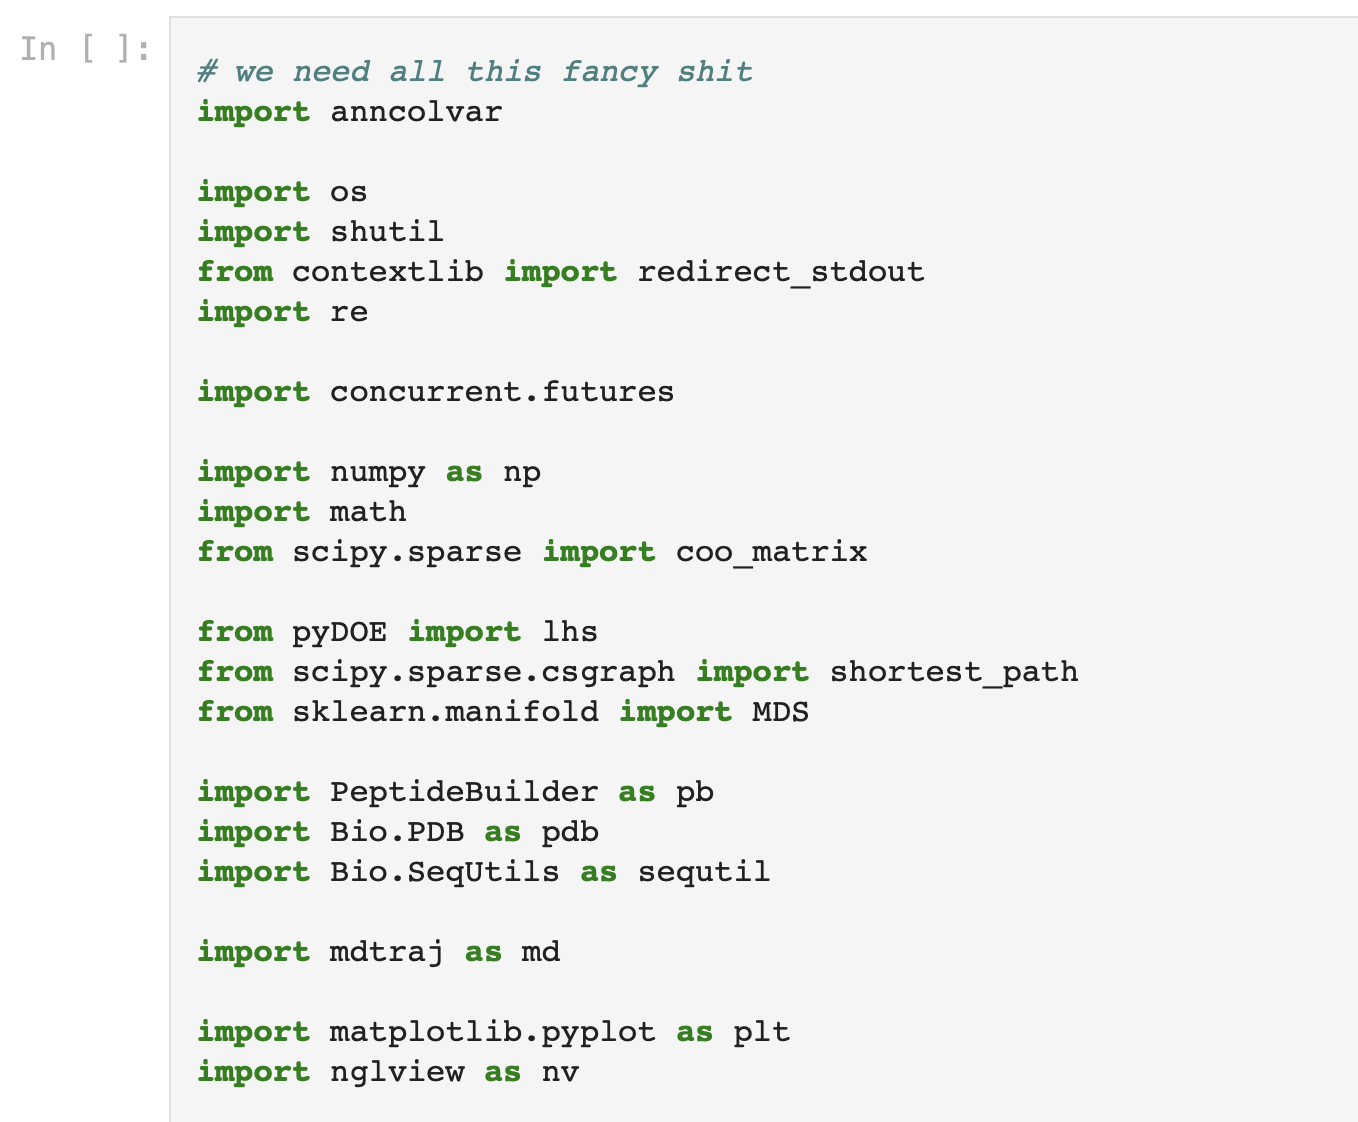 In [ ]:
# we need all this fancy shit
import anncolvar
import os
import shutil
from contextlib import redirect_stdout
import re
import concurrent.futures
import numpy as np
import math
from scipy.sparse import coo_matrix
from pyDOE import lhs
from scipy.sparse.csgraph import shortest_path
from sklearn.manifold import MDS
import PeptideBuilder as pb
import Bio.PDB as pdb
import Bio.SeqUtils as sequtil
import mdtraj as md
import matplotlib.pyplot as plt
import nglview as nv